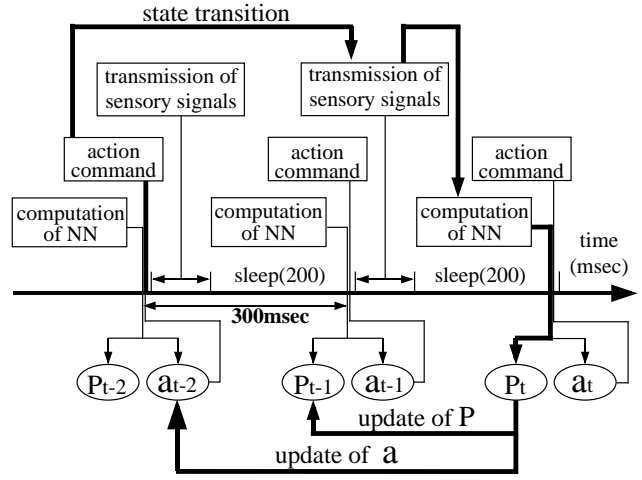 state transition
transmission of
sensory signals
transmission of
sensory signals
action
command
action
command
action
command
computation
of NN
computation
of NN
computation
of NN
time
(msec)
sleep(200)
sleep(200)
300msec
Pt-2
at-2
Pt-1
at-1
Pt
at
update of P
update of a